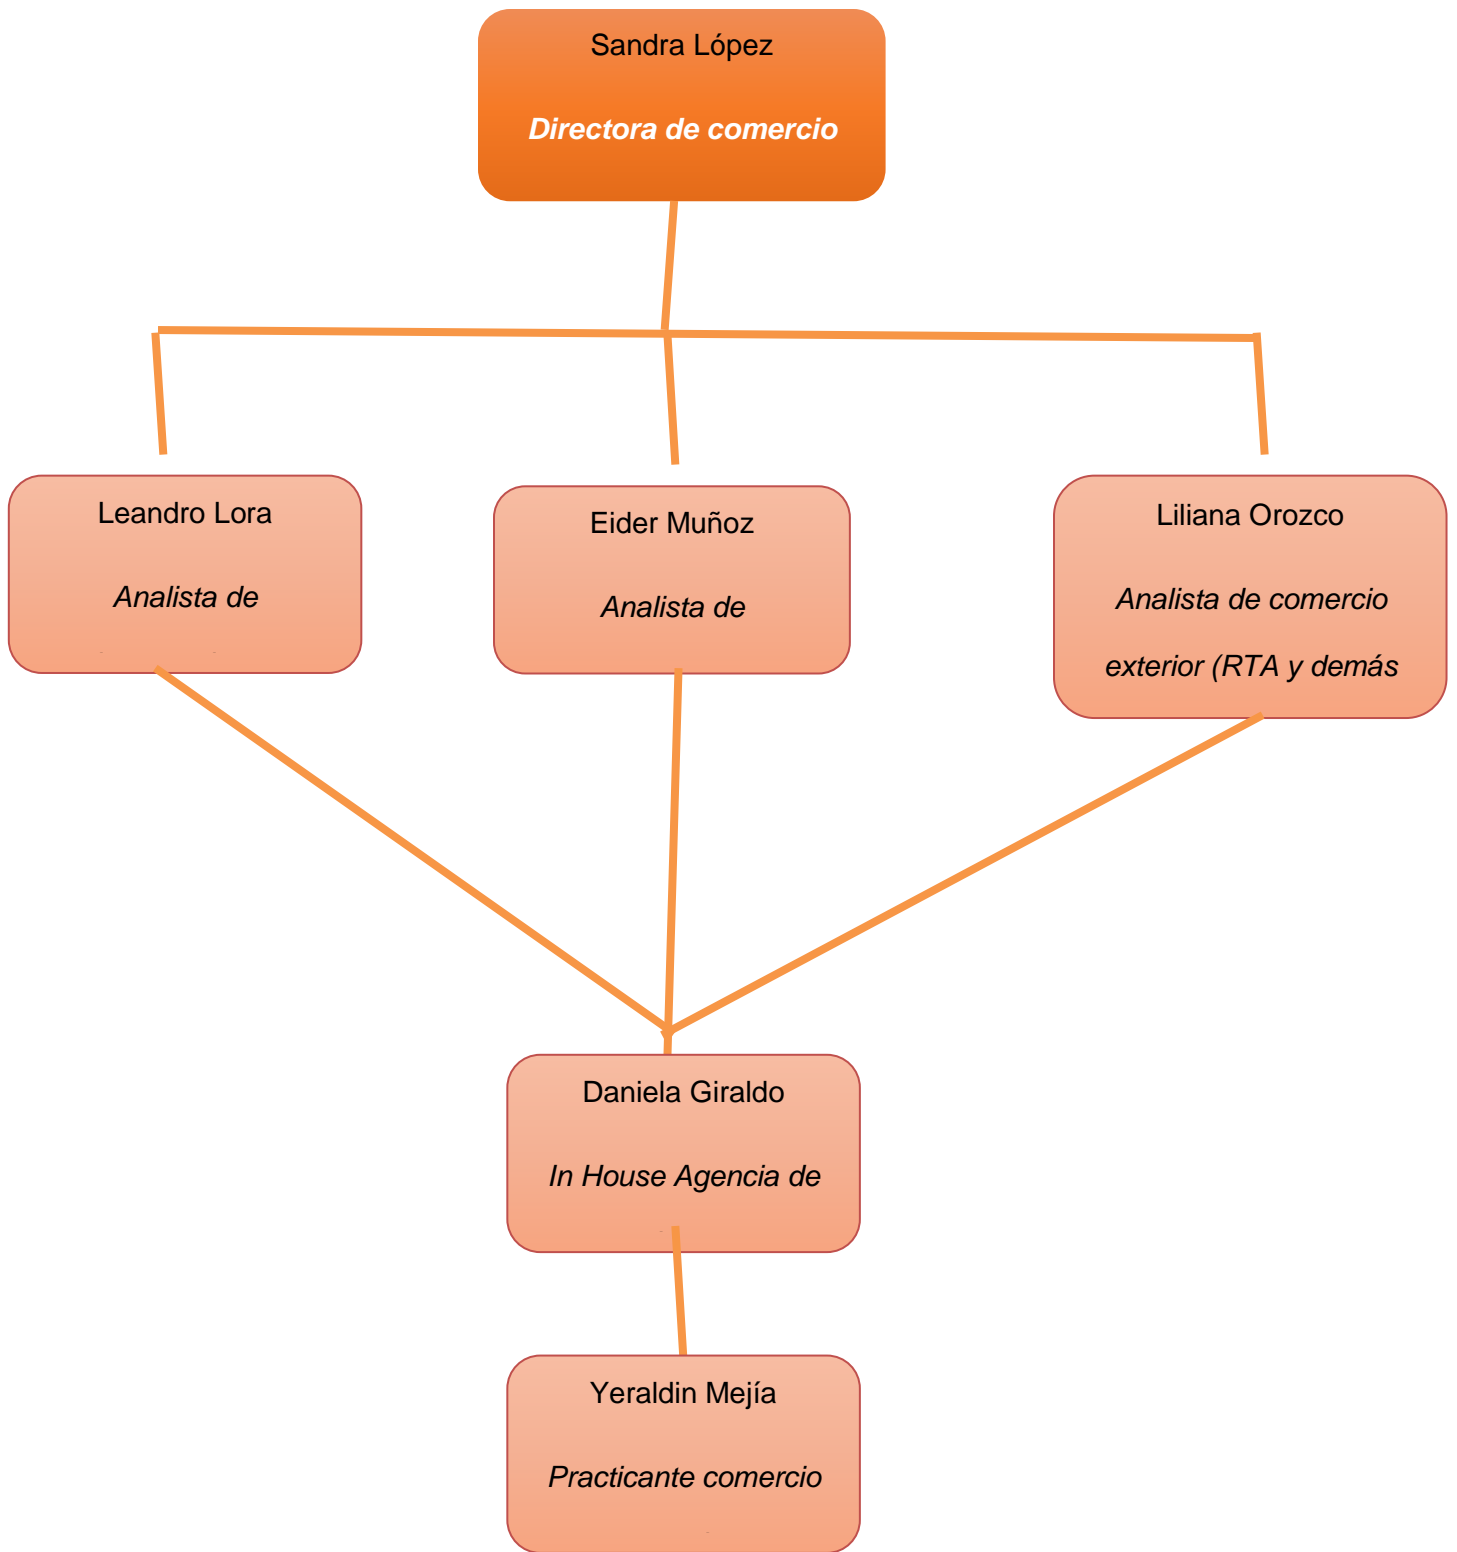 Sandra López
Directora de comercio
Leandro Lora
Analista de
Eider Muñoz
Analista de
Liliana Orozco
Analista de comercio
exterior (RTA y demás
Daniela Giraldo
In House Agencia de
Yeraldin Mejía
Practicante comercio